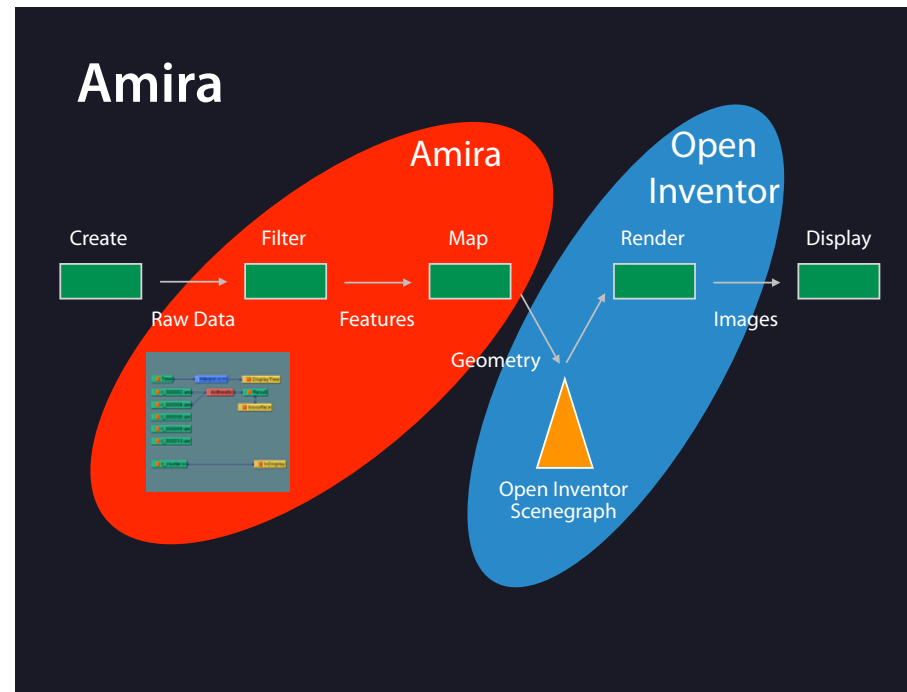 Amira
Amira
Open
Inventor
Create
Filter
Map
Render
Display
Raw Data
Features
Images
Geometry
Open Inventor
Scenegraph